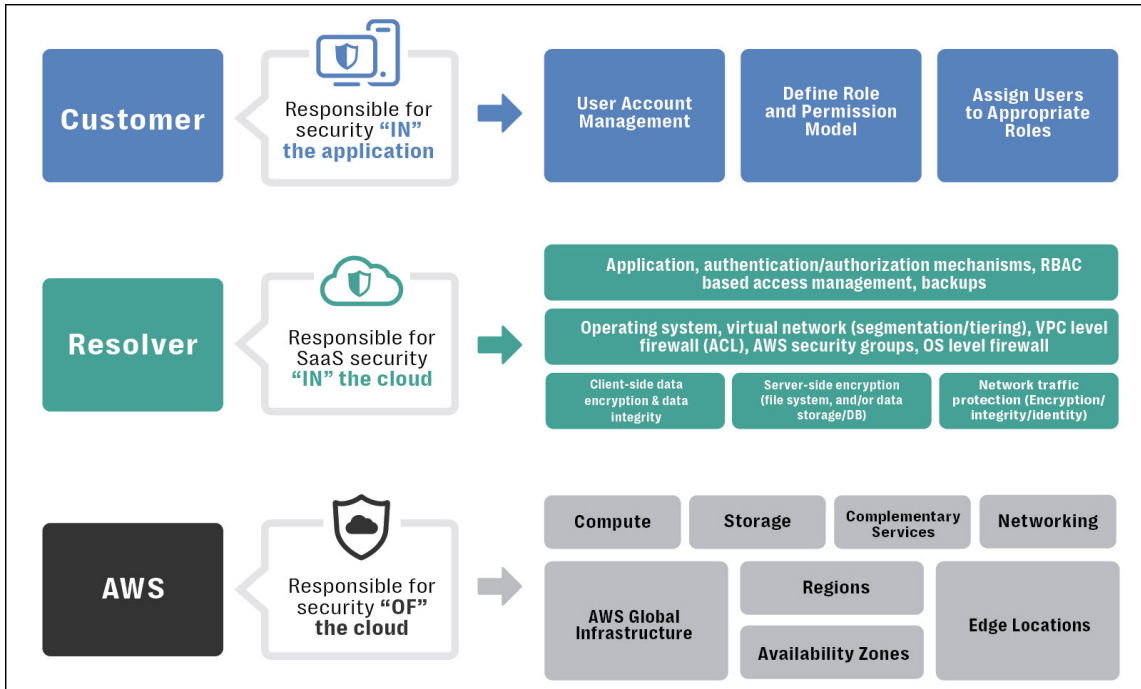 Customer
Responsible for
security “IN”
the application
User Account
Management
Define Role
and Permission
Model
Assign Users
to Appropriate
Roles
Resolver
Responsible for
SaaS security
“IN” the cloud
Application, authentication/authorization mechanisms, RBAC
based access management, backups
Operating system, virtual network (segmentation/tiering), VPC level
firewall (ACL), AWS security groups, OS level firewall
Client-side data
encryption & data
integrity
Server-side encryption
(file system, and/or data
storage/DB)
Network traffic
protection (Encryption/
integrity/identity)
AWS
Responsible for
security “OF”
the cloud
Compute
Storage
Complementary
Services
Networking
AWS Global
Infrastructure
Regions
Availability Zones
Edge Locations